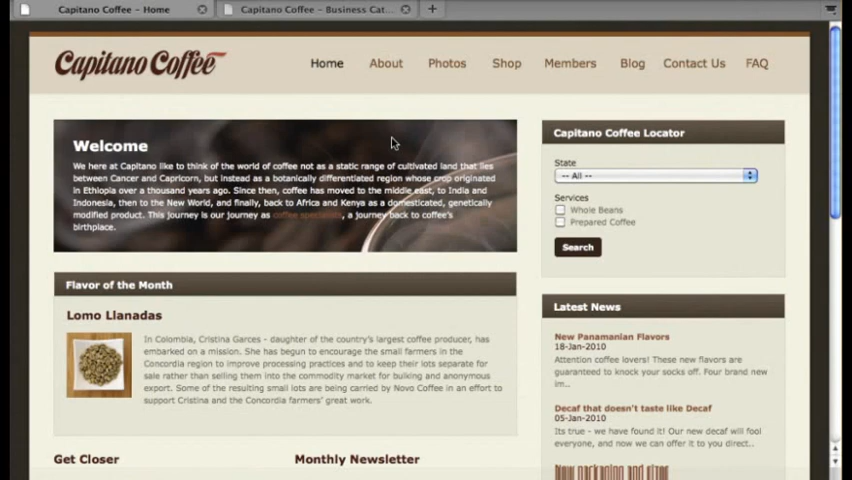 Capitano Coffee - Home
Capitano Coffee - Business Cat...
Capitano Coffee
Home
About
Photos
Shop
Members
Blog
Contact Us
FAQ
Welcome
We here at Capitano like to think of the world of coffee not as a static range of cultivated land that lies
between Cancer and Capricorn, but instead as a botanically differentiated region whose crop originated
in Ethiopia over a thousand years ago. Since then, coffee has moved to the middle east, to India and
Indonesia, then to the New World, and finally, back to Africa and Kenya as a domesticated, genetically
modified product. This journey is our journey as coffee specialists, a journey back to coffee's
birthplace.
Flavor of the Month
Lomo Llanadas
In Colombia, Cristina Garces - daughter of the country's largest coffee producer, has
embarked on a mission. She has begun to encourage the small farmers in the
Concordia region to improve processing practices and to keep their lots separate for
sale rather than selling them into the commodity market for bulking and anonymous
export. Some of the resulting small lots are being carried by Novo Coffee in an effort to
support Cristina and the Concordia farmers' great work.
Get Closer
Monthly Newsletter
Capitano Coffee Locator
State
-- All --
Services
Whole Beans
Prepared Coffee
Search
Latest News
New Panamanian Flavors
18-Jan-2010
Attention coffee lovers! These new flavors are
guaranteed to knock your socks off. Four brand new
im..
Decaf that doesn't taste like Decaf
05-Jan-2010
Its true - we have found it! Our new decaf will fool
everyone, and now we can offer it to you direct..
New packaging and sizes